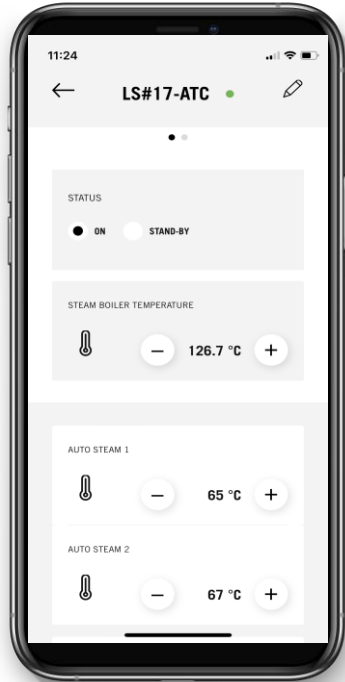 11:24
LS#17-ATC
STATUS
ON STAND-BY
STEAM BOILER TEMPERATURE
− 126.7 °C +
AUTO STEAM 1
− 65 °C +
AUTO STEAM 2
− 67 °C +